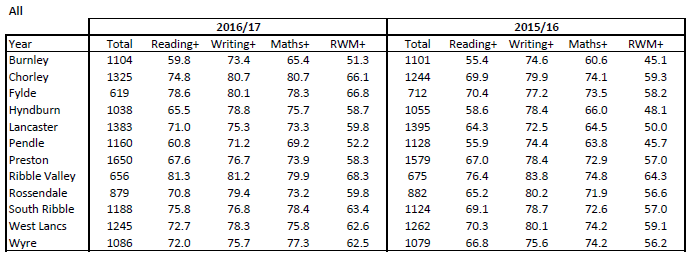 All
2016/17 2015/16
Year Total Reading+ Writing+ Maths+ RWM+ Total Reading+ Writing+ Maths+ RWM+
Burnley 1104 59.8 73.4 65.4 51.3 1101 55.4 74.6 60.6 45.1
Chorley 1325 74.8 80.7 80.7 66.1 1244 69.9 79.9 74.1 59.3
Fylde 619 78.6 80.1 78.3 66.8 712 70.4 77.2 73.5 58.2
Hyndburn 1038 65.5 78.8 75.7 58.7 1055 58.6 78.4 66.0 48.1
Lancaster 1383 71.0 75.3 73.3 59.8 1395 64.3 72.5 64.5 50.0
Pendle 1160 60.8 71.2 69.2 52.2 1128 55.9 74.4 63.8 45.7
Preston 1650 67.6 76.7 73.9 58.3 1579 67.0 78.4 72.9 57.0
Ribble Valley 656 81.3 81.2 79.9 68.3 675 76.4 83.8 74.8 64.3
Rossendale 879 70.8 79.4 73.2 59.8 882 65.2 80.2 71.9 56.6
South Ribble 1188 75.8 76.8 78.4 63.4 1124 69.1 78.7 72.6 57.0
West Lancs 1245 72.7 78.3 75.8 62.6 1262 70.3 80.1 74.2 59.1
Wyre 1086 72.0 75.7 77.3 62.5 1079 66.8 75.6 74.2 56.2